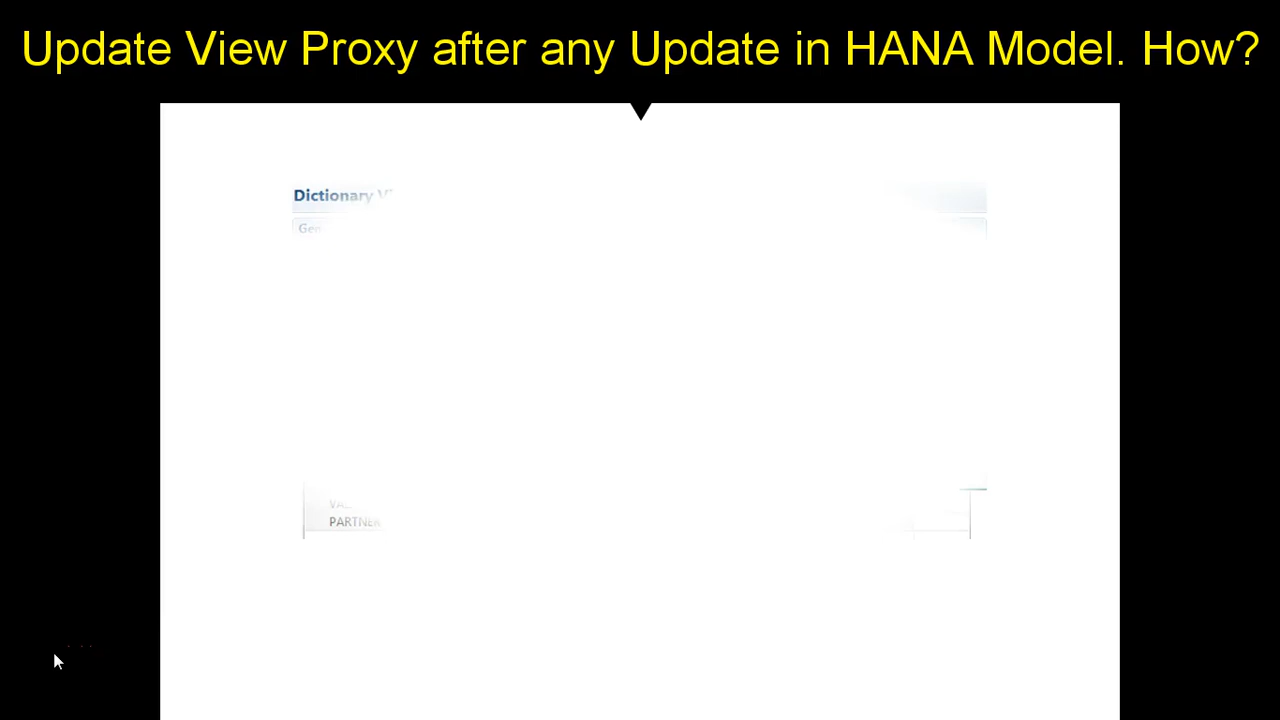 Update View Proxy after any Update in HANA Model. How?
Dictionary
PARTNER